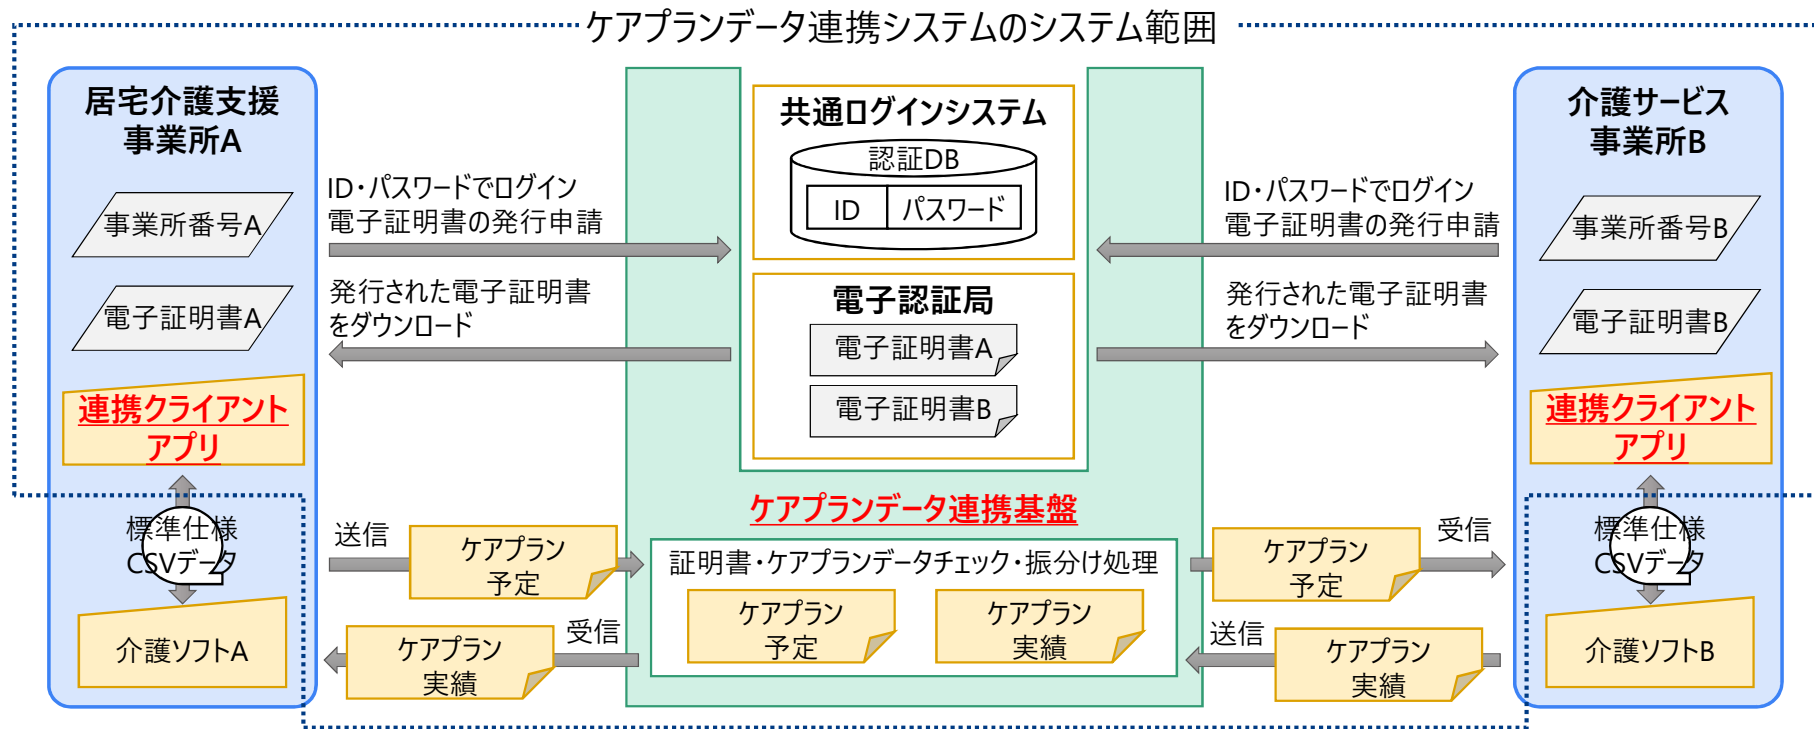 ケアプランデータ連携システムのシステム範囲
居宅介護支援
事業所A
事業所番号A
電子証明書A
連携クライアント
アプリ
標準仕様
CSVデータ
介護ソフトA
ID・パスワードでログイン
電子証明書の発行申請
発行された電子証明書
をダウンロード
送信
ケアプラン
予定
受信
ケアプラン
実績
共通ログインシステム
認証DB
ID
パスワード
電子認証局
電子証明書A
電子証明書B
ケアプランデータ連携基盤
証明書・ケアプランデータチェック・振分け処理
ケアプラン
予定
ケアプラン
実績
ID・パスワードでログイン
電子証明書の発行申請
発行された電子証明書
をダウンロード
ケアプラン
予定
受信
送信
ケアプラン
実績
介護サービス
事業所B
事業所番号B
電子証明書B
連携クライアント
アプリ
標準仕様
CSVデータ
介護ソフトB